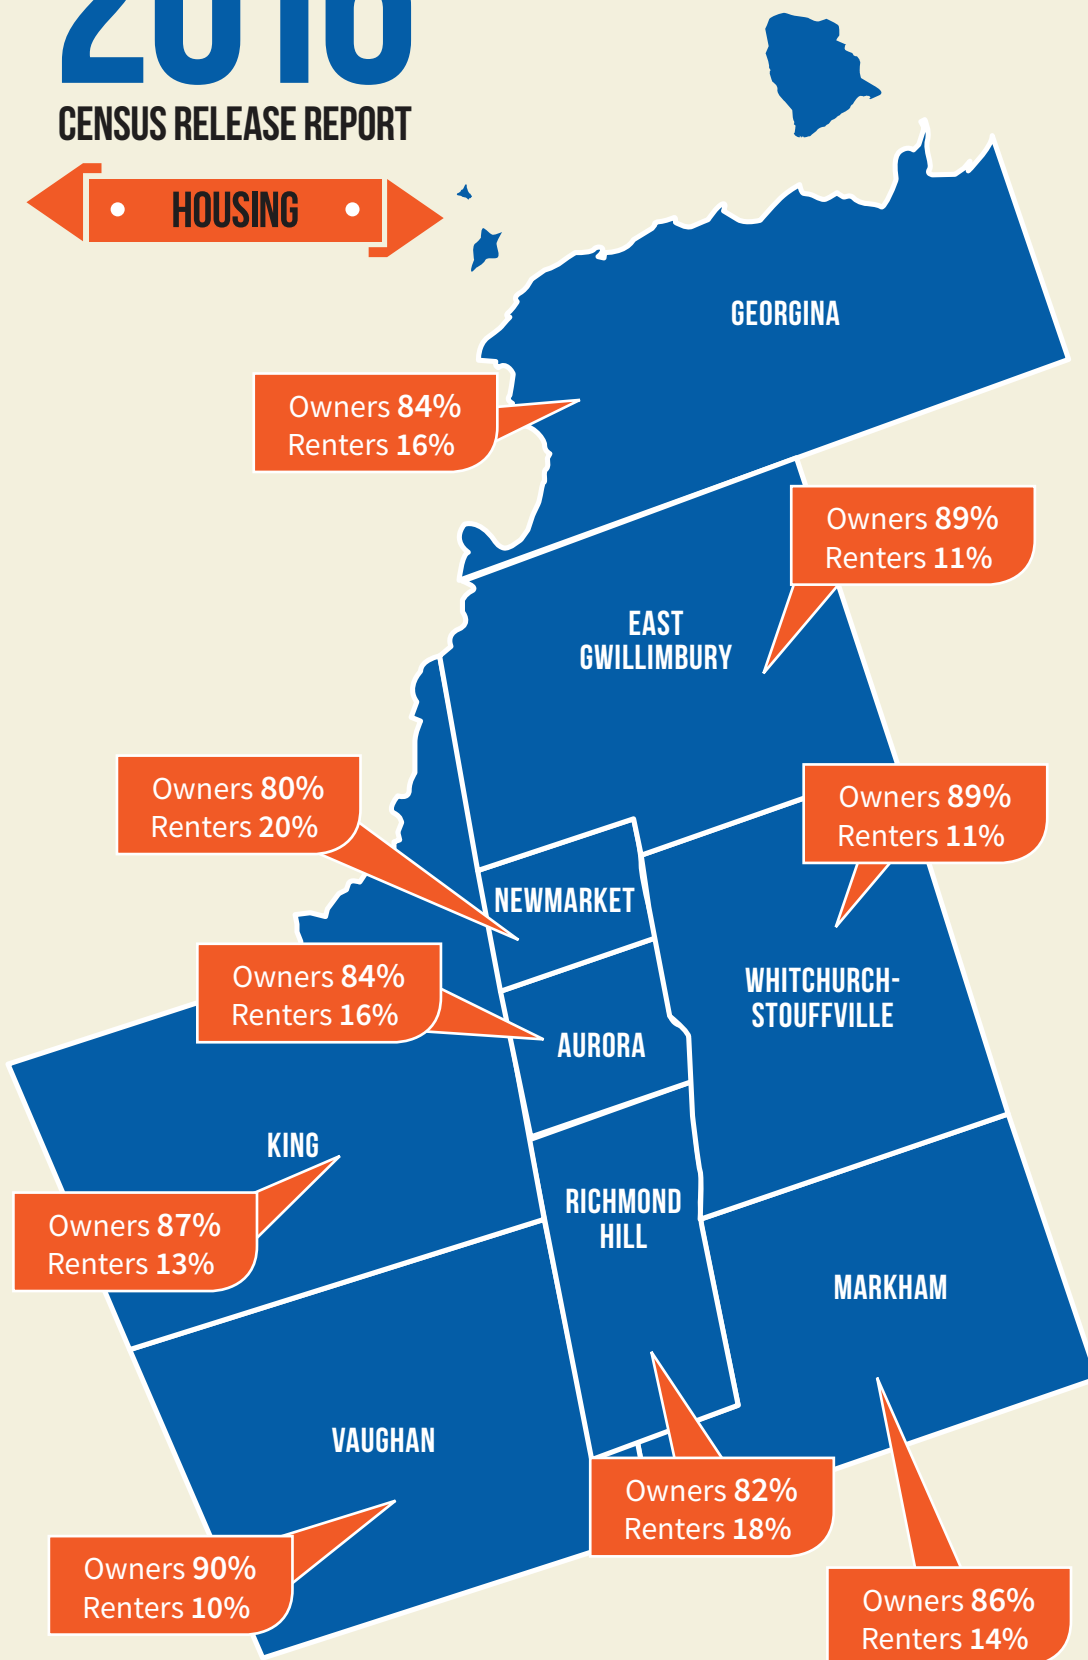 2016
CENSUS RELEASE REPORT
HOUSING
GEORGINA
Owners 84%
Renters 16%
Owners 89%
Renters 11%
EAST
GWILLIMBURY
Owners 80%
Renters 20%
Owners 89%
Renters 11%
NEWMARKET
Owners 84%
Renters 16%
WHITCHURCH-
STOUFFVILLE
AURORA
KING
Owners 87%
Renters 13%
RICHMOND
HILL
MARKHAM
VAUGHAN
Owners 82%
Renters 18%
Owners 90%
Renters 10%
Owners 86%
Renters 14%